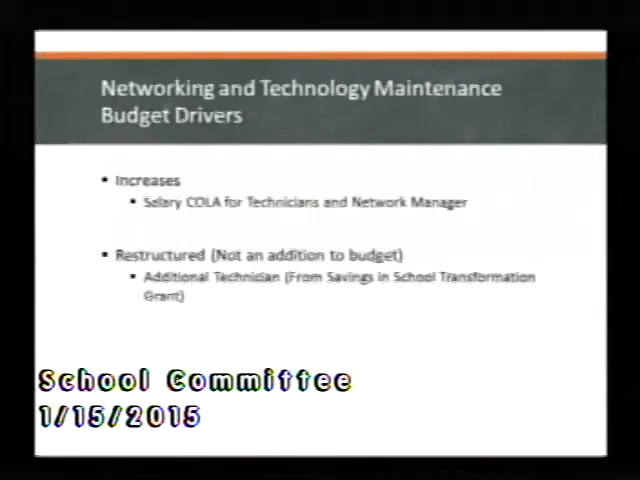 Networking and Technology Maintenance
Budget Drivers
▪ Increases
▪ Salary COLA for Technicians and Network Manager
▪ Restructured (Not an addition to budget)
▪ Additional Technician (From Savings in School Transformation
Grant)
School Committee
1/15/2015